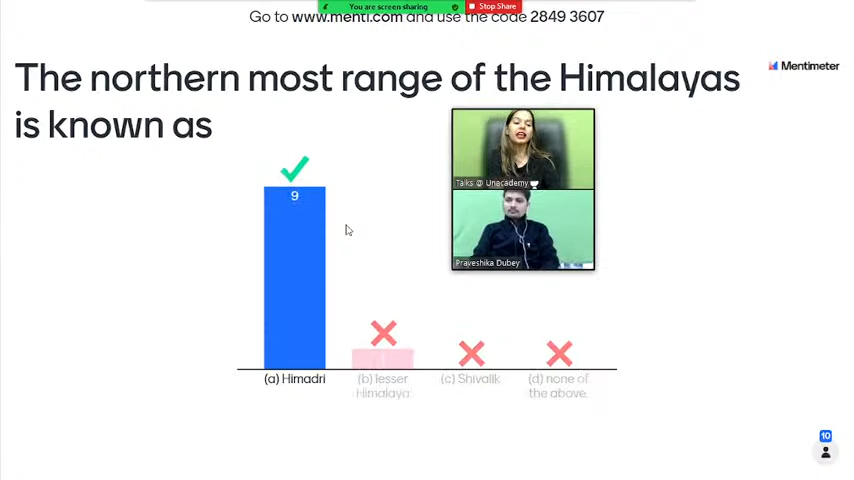 You are screen sharing
Stop Share
Go to www.menti.com and use the code 2849 3607
The northern most range of the Himalayas
is known as
Mentimeter
Talks @ Unacademy
Praveshika Dubey
9
(a) Himadri
(b) lesser
Himalaya
(c) Shivalik
(d) none of
the above.
10